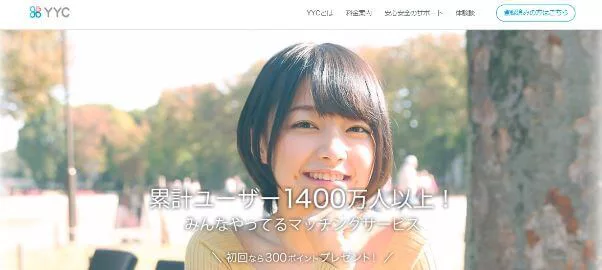 YYC
YYCとは 料金案内 安心安全のサポート 体験談 登録済みの方はこちら
累計ユーザー1400万人以上！
みんなやってるマッチングサービス
＼ 初回なら300ポイントプレゼント！ ／